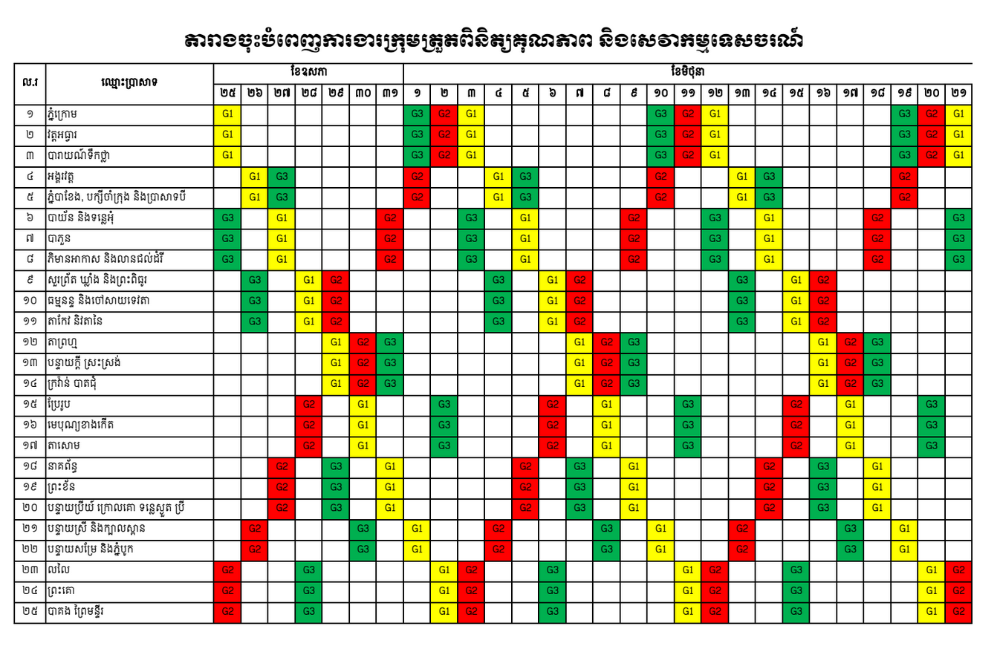 តារាងចុះបំពេញការងារក្រុមត្រួតពិនិត្យគុណភាព និងសេវាកម្មទេសចរណ៍
ល.រ ឈ្មោះប្រាសាទ ខែឧសភា ខែមិថុនា
២៥ ២៦ ២៧ ២៨ ២៩ ៣០ ៣១ ១ ២ ៣ ៤ ៥ ៦ ៧ ៨ ៩ ១០ ១១ ១២ ១៣ ១៤ ១៥ ១៦ ១៧ ១៨ ១៩ ២០ ២១
១ ភ្នំក្រោម G1 G3 G2 G1 G3 G2 G1 G3 G2 G1
២ វត្តអធ្វារ G1 G3 G2 G1 G3 G2 G1 G3 G2 G1
៣ បារាយណ៍ទឹកថ្លា G1 G3 G2 G1 G3 G2 G1 G3 G2 G1
៤ អង្គរវត្ត G1 G3 G2 G1 G3 G2 G1 G3 G2
៥ ភ្នំបាខែង, បក្សីចាំក្រុង និងប្រាសាទបី G1 G3 G2 G1 G3 G2 G1 G3 G2
៦ បាយ័ន និងទន្លេអុំ G3 G1 G2 G3 G1 G2 G3 G1 G2 G3
៧ បាភួន G3 G1 G2 G3 G1 G2 G3 G1 G2 G3
៨ ភិមានអាកាស និងលានជល់ដំរី G3 G1 G2 G3 G1 G2 G3 G1 G2 G3
៩ សួរព្រ័ត ឃ្លាំង និងព្រះពិធូរ G3 G1 G2 G3 G1 G2 G3 G1 G2
១០ ធម្មនន្ទ និងចៅសាយទេវតា G3 G1 G2 G3 G1 G2 G3 G1 G2
១១ តាកែវ និវតានៃ G3 G1 G2 G3 G1 G2 G3 G1 G2
១២ តាព្រហ្ម G1 G2 G3 G1 G2 G3 G1 G2 G3
១៣ បន្ទាយក្តី ស្រះស្រង់ G1 G2 G3 G1 G2 G3 G1 G2 G3
១៤ ក្រវ៉ាន់ បាតជុំ G1 G2 G3 G1 G2 G3 G1 G2 G3
១៥ ប្រែរូប G2 G1 G3 G2 G1 G3 G2 G1 G3
១៦ មេបុណ្យខាងកើត G2 G1 G3 G2 G1 G3 G2 G1 G3
១៧ តាសោម G2 G1 G3 G2 G1 G3 G2 G1 G3
១៨ នាគព័ន្ធ G2 G3 G1 G2 G3 G1 G2 G3 G1
១៩ ព្រះខ័ន G2 G3 G1 G2 G3 G1 G2 G3 G1
២០ បន្ទាយប្រីយ៍ ក្រោលគោ ទន្លេស្ងួត ប្រី G2 G3 G1 G2 G3 G1 G2 G3 G1
២១ បន្ទាយស្រី និងក្បាលស្ពាន G2 G3 G1 G2 G3 G1 G2 G3 G1
២២ បន្ទាយសម្រែ និងភ្នំបូក G2 G3 G1 G2 G3 G1 G2 G3 G1
២៣ លលៃ G2 G3 G1 G2 G3 G1 G2 G3 G1 G2
២៤ ព្រះគោ G2 G3 G1 G2 G3 G1 G2 G3 G1 G2
២៥ បាគង ព្រៃមន្ទីរ G2 G3 G1 G2 G3 G1 G2 G3 G1 G2